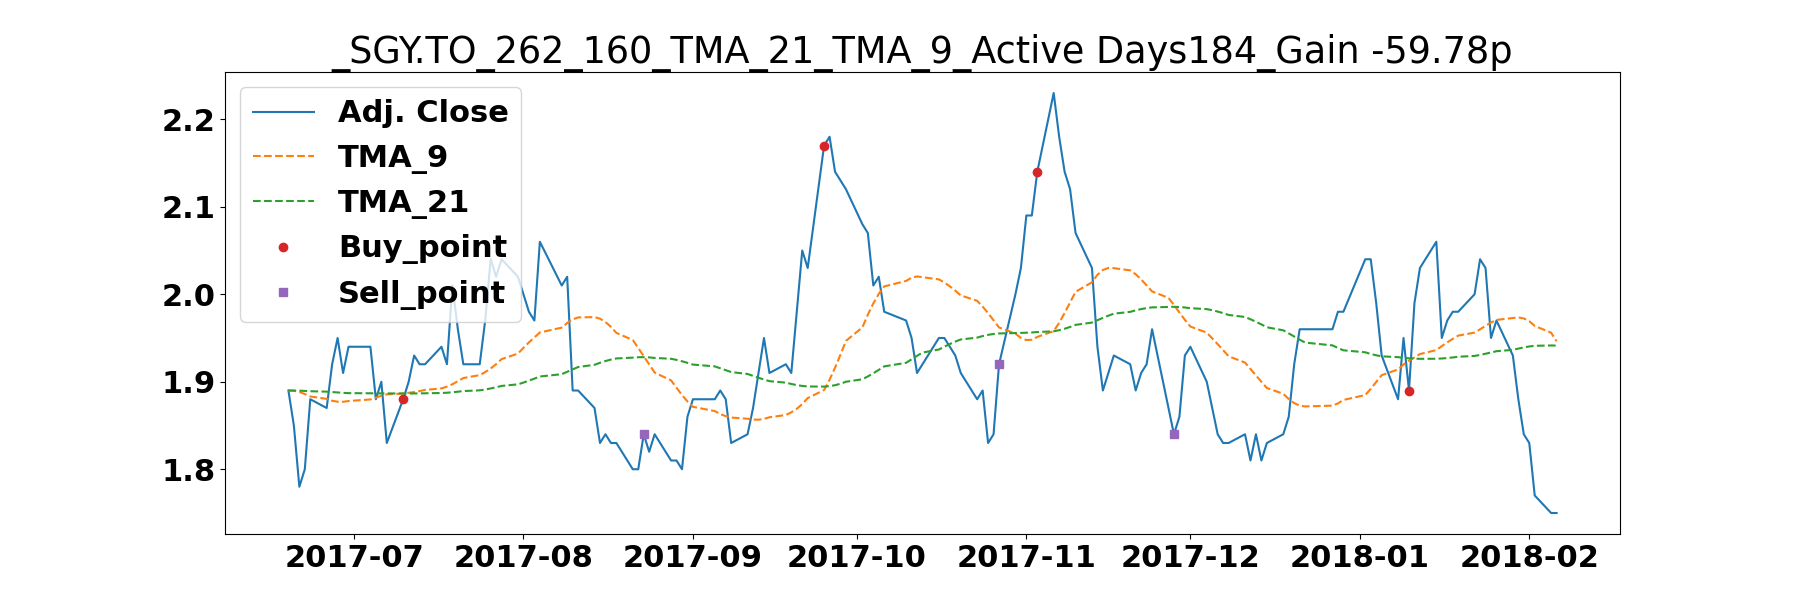 _SGY.TO_262_160_TMA_21_TMA_9_Active Days184_Gain -59.78p
Adj. Close
TMA_9
TMA_21
Buy_point
Sell_point
2.2
2.1
2.0
1.9
1.8
2017-07 2017-08 2017-09 2017-10 2017-11 2017-12 2018-01 2018-02